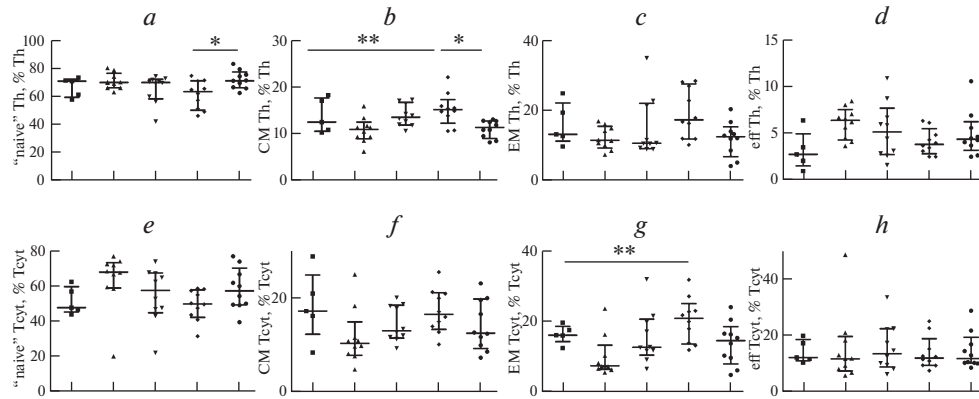 a
b
c
d
"naive" Th, % Th
100
80
60
40
20
0
*
CM Th, % Th
30
20
10
0
**
*
EM Th, % Th
40
20
0
eff Th, % Th
15
10
5
0
e
f
g
h
"naive" Tcyt, % Tcyt
80
60
40
20
0
CM Tcyt, % Tcyt
20
0
EM Tcyt, % Tcyt
40
20
0
**
eff Tcyt, % Tcyt
60
40
20
0